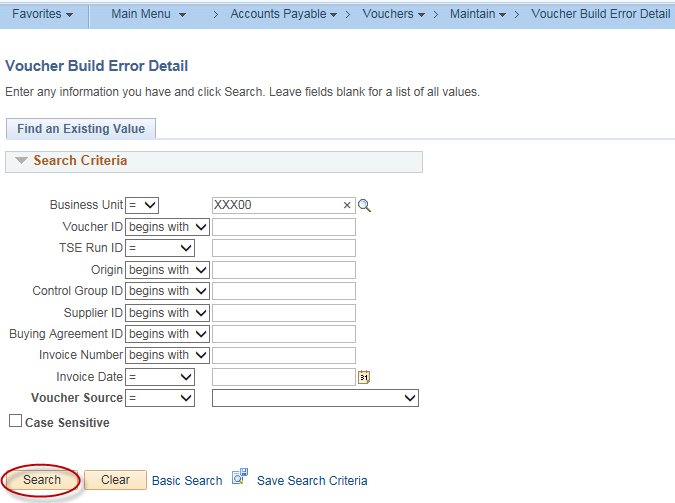 Favorites Main Menu > Accounts Payable > Vouchers > Maintain > Voucher Build Error Detail
Voucher Build Error Detail
Enter any information you have and click Search. Leave fields blank for a list of all values.
Find an Existing Value
Search Criteria
Business Unit = XXX00 ×
Voucher ID begins with
TSE Run ID =
Origin begins with
Control Group ID begins with
Supplier ID begins with
Buying Agreement ID begins with
Invoice Number begins with
Invoice Date = 31
Voucher Source =
Case Sensitive
Search Clear Basic Search Save Search Criteria